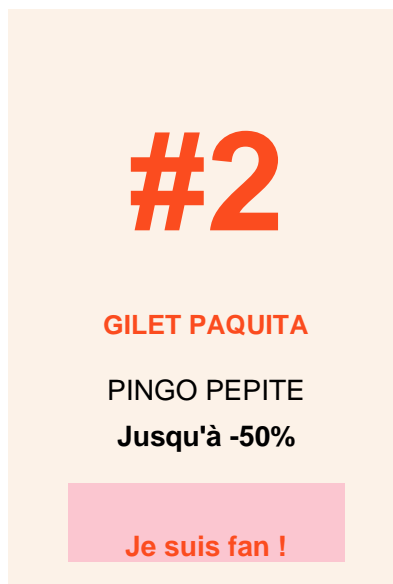 #2
GILET PAQUITA
PINGO PEPITE
Jusqu'à -50%
Je suis fan !